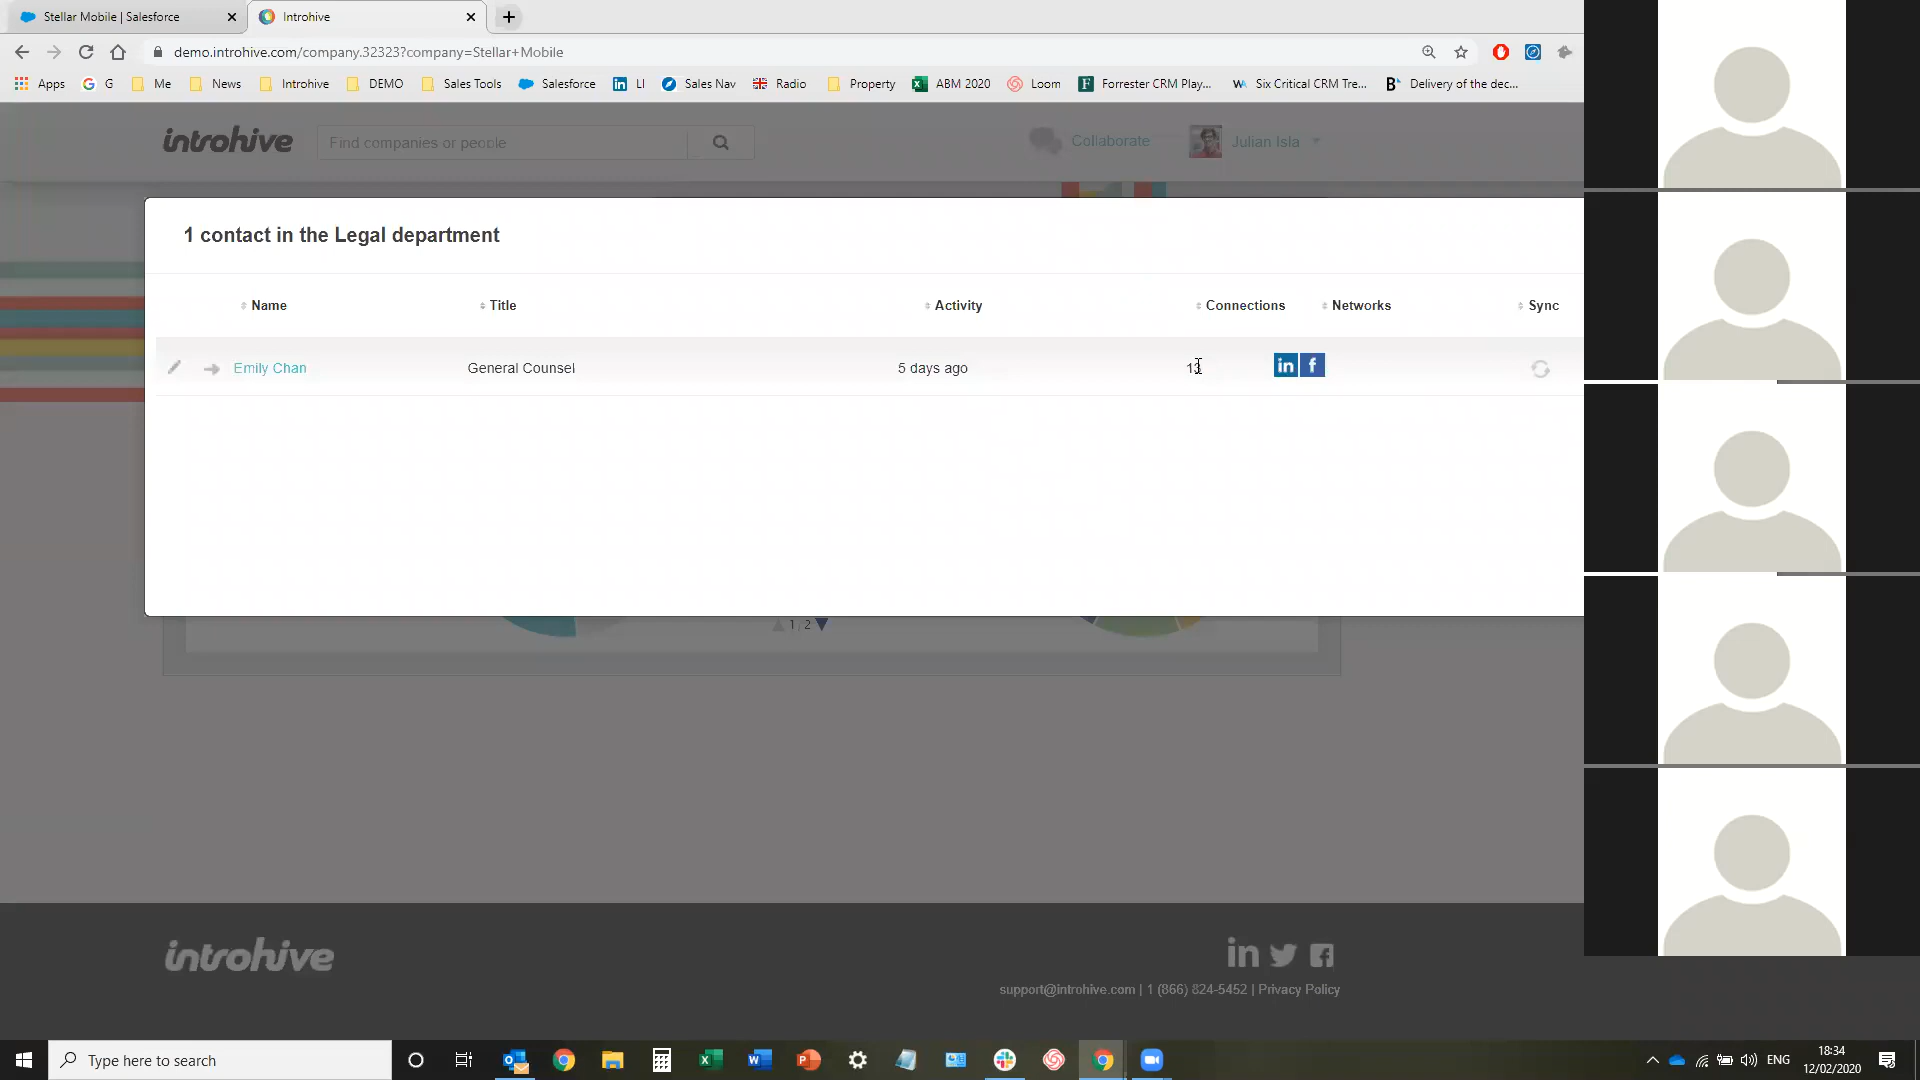 Stellar Mobile | Salesforce
Introhive
demo.introhive.com/company.32323?company=Stellar+Mobile
Apps G Me News Introhive DEMO Sales Tools Salesforce LI Sales Nav Radio Property ABM 2020 Loom Forrester CRM Play... Six Critical CRM Tre... Delivery of the dec...
introhive Find companies or people Collaborate Julian Isla
1 contact in the Legal department
Name Title Activity Connections Networks Sync
Emily Chan General Counsel 5 days ago 13
1 2
introhive
support@introhive.com | 1 (866) 824-5452 | Privacy Policy
Type here to search
ENG
18:34
12/02/2020